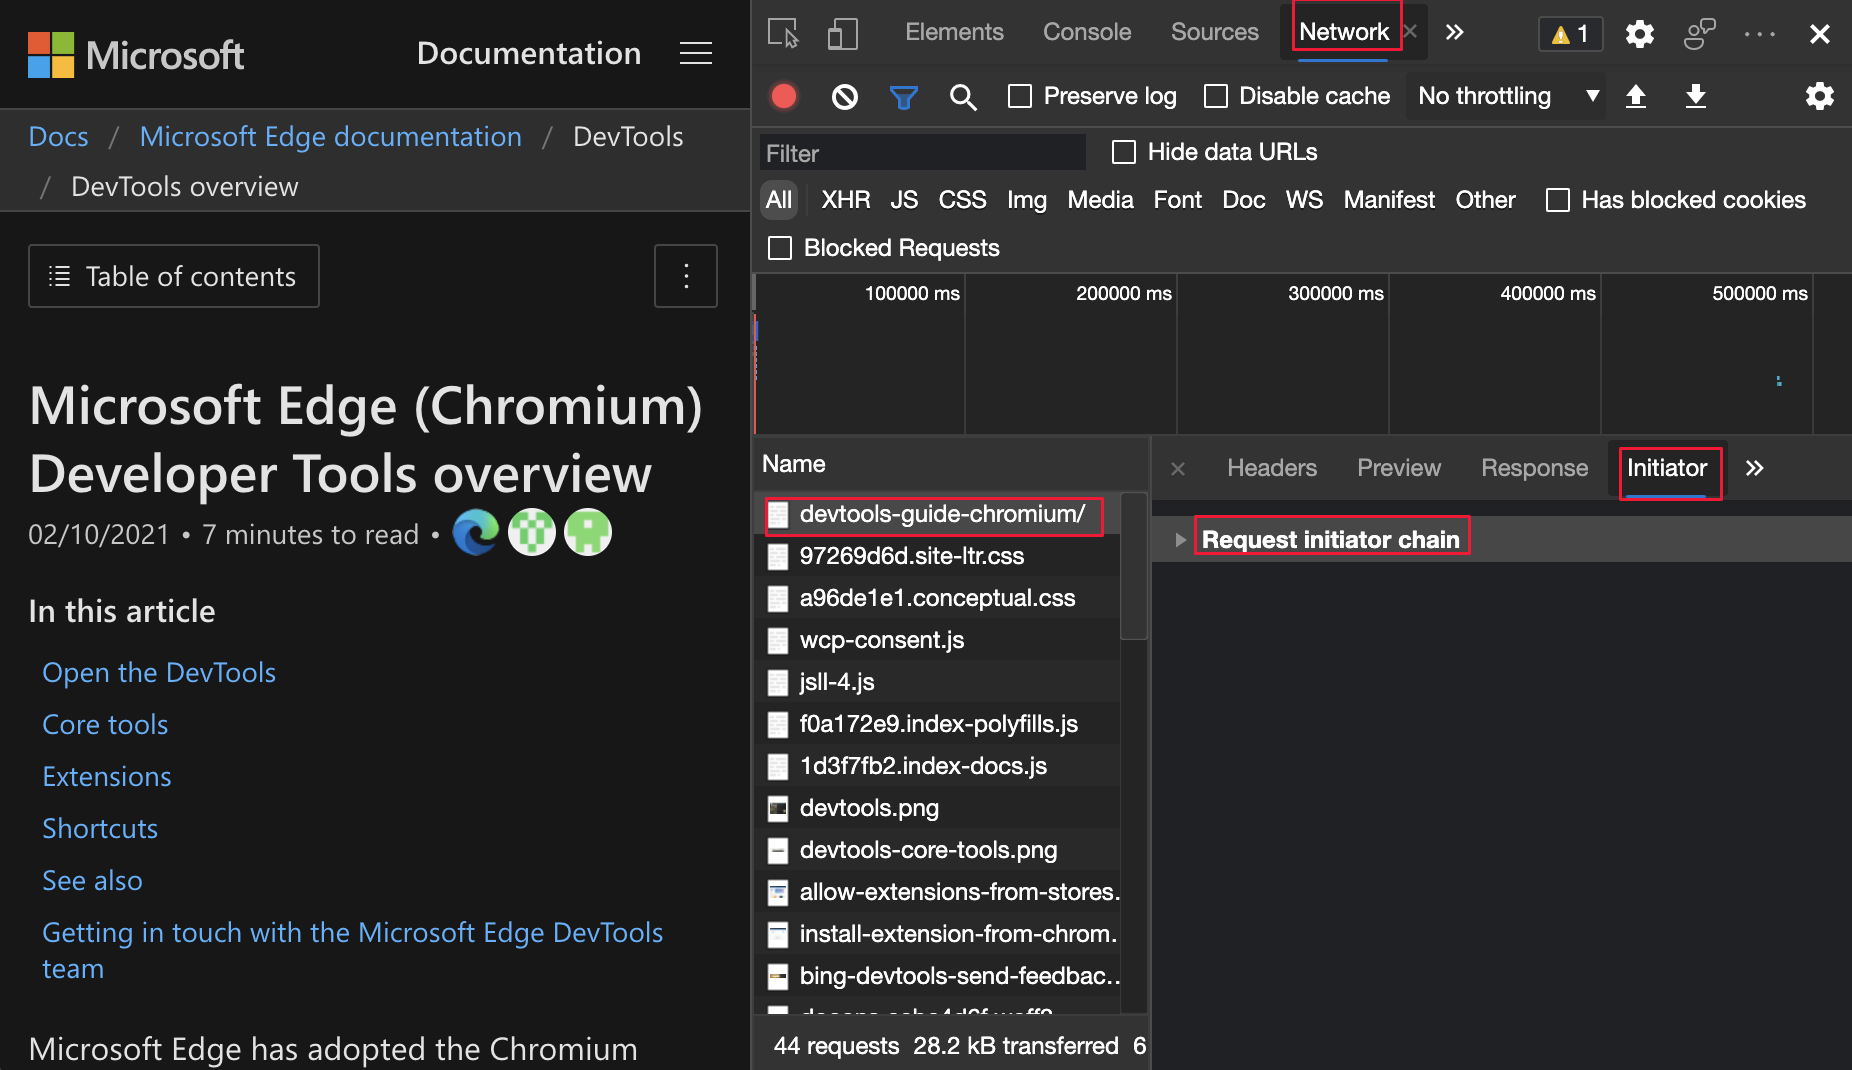 Microsoft
Documentation
Docs / Microsoft Edge documentation / DevTools
/ DevTools overview
Table of contents
Microsoft Edge (Chromium)
Developer Tools overview
02/10/2021 • 7 minutes to read •
In this article
Open the DevTools
Core tools
Extensions
Shortcuts
See also
Getting in touch with the Microsoft Edge DevTools
team
Microsoft Edge has adopted the Chromium
Elements Console Sources Network 1
Preserve log Disable cache No throttling
Filter Hide data URLs
All XHR JS CSS Img Media Font Doc WS Manifest Other Has blocked cookies
Blocked Requests
100000 ms 200000 ms 300000 ms 400000 ms 500000 ms
Name
devtools-guide-chromium/
97269d6d.site-ltr.css
a96de1e1.conceptual.css
wcp-consent.js
jsll-4.js
f0a172e9.index-polyfills.js
1d3f7fb2.index-docs.js
devtools.png
devtools-core-tools.png
allow-extensions-from-stores.
install-extension-from-chrom.
bing-devtools-send-feedbac..
44 requests 28.2 kB transferred 6
Headers Preview Response Initiator
Request initiator chain